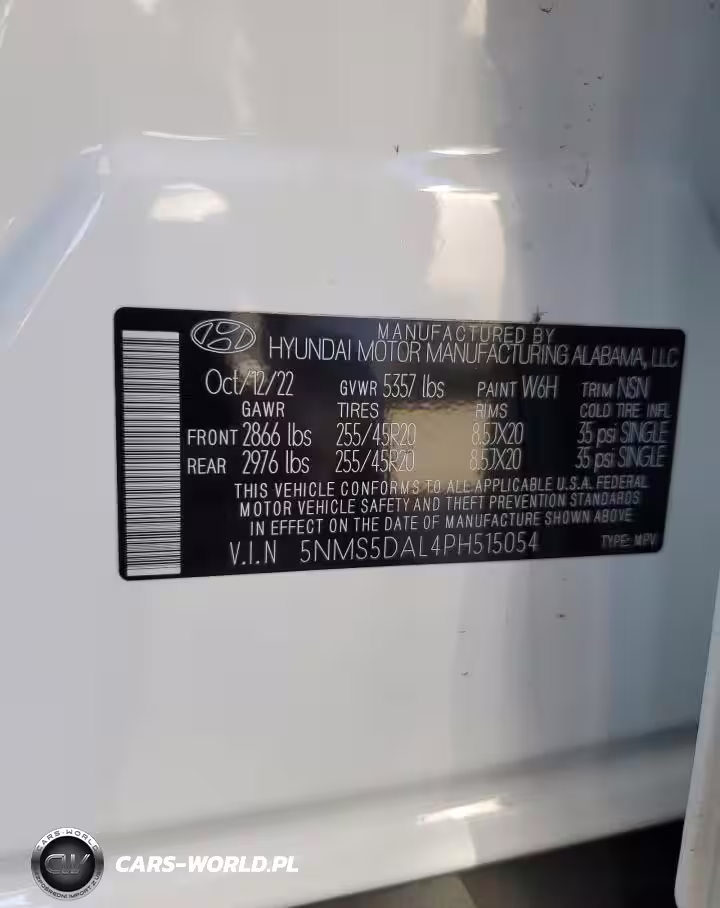 MANUFACTURED BY
HYUNDAI MOTOR MANUFACTURING ALABAMA, LLC
Oct/12/22 GVWR 5357 lbs PAINT W6H TRIM NSN
GAWR TIRES RIMS COLD TIRE INFL
FRONT 2866 lbs 255/45R20 8.5JX20 35 psi SINGLE
REAR 2976 lbs 255/45R20 8.5JX20 35 psi SINGLE
THIS VEHICLE CONFORMS TO ALL APPLICABLE U.S.A. FEDERAL
MOTOR VEHICLE SAFETY AND THEFT PREVENTION STANDARDS
IN EFFECT ON THE DATE OF MANUFACTURE SHOWN ABOVE
V.I.N 5NMS5DAL4PH515054 TYPE: MPV
CARS-WORLD
CW
CARS-WORLD.PL